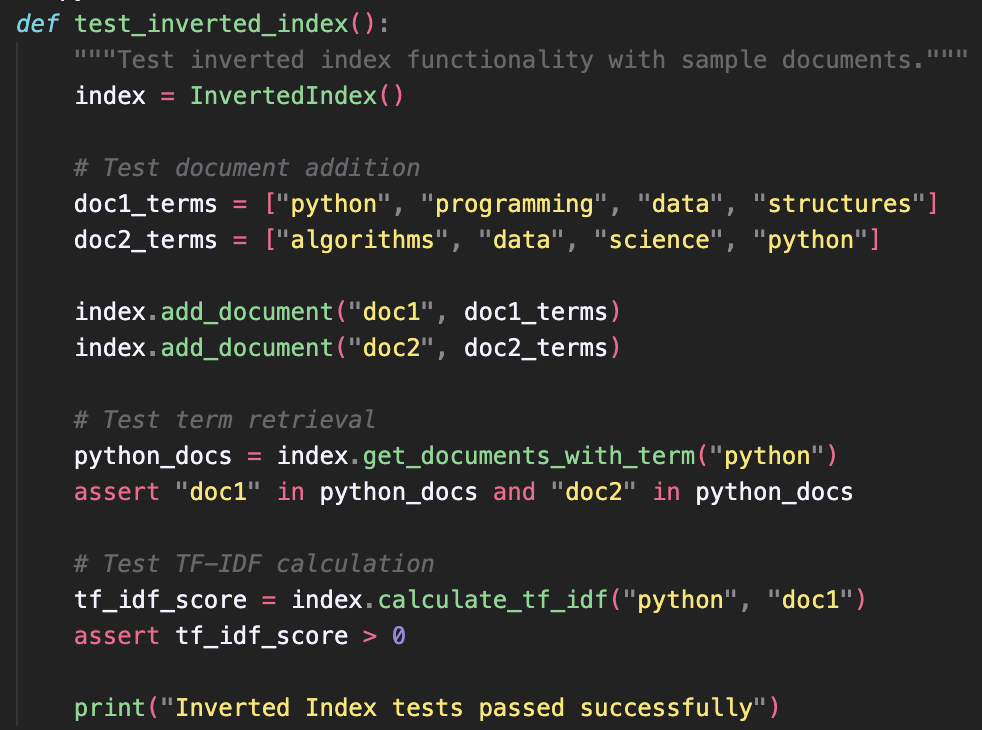 def test_inverted_index():
    """Test inverted index functionality with sample documents."""
    index = InvertedIndex()

    # Test document addition
    doc1_terms = ["python", "programming", "data", "structures"]
    doc2_terms = ["algorithms", "data", "science", "python"]

    index.add_document("doc1", doc1_terms)
    index.add_document("doc2", doc2_terms)

    # Test term retrieval
    python_docs = index.get_documents_with_term("python")
    assert "doc1" in python_docs and "doc2" in python_docs

    # Test TF-IDF calculation
    tf_idf_score = index.calculate_tf_idf("python", "doc1")
    assert tf_idf_score > 0

    print("Inverted Index tests passed successfully")